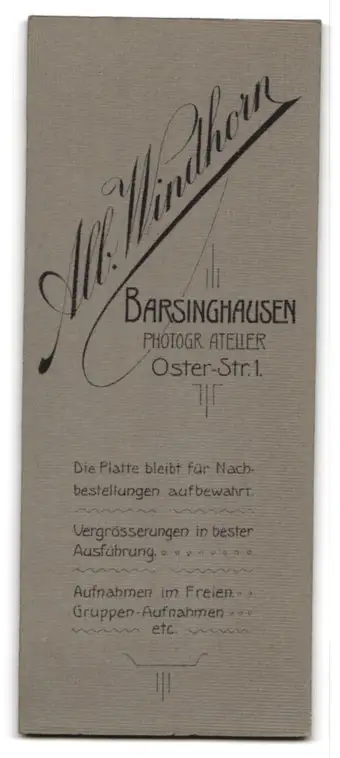 Alb. Windhorn
BARSINGHAUSEN
PHOTOGR. ATELIER
Oster-Str. 1.
Die Platte bleibt für Nach-
bestellungen aufbewahrt.
Vergrösserungen in bester
Ausführung.
Aufnahmen im Freien
Gruppen-Aufnahmen
etc.